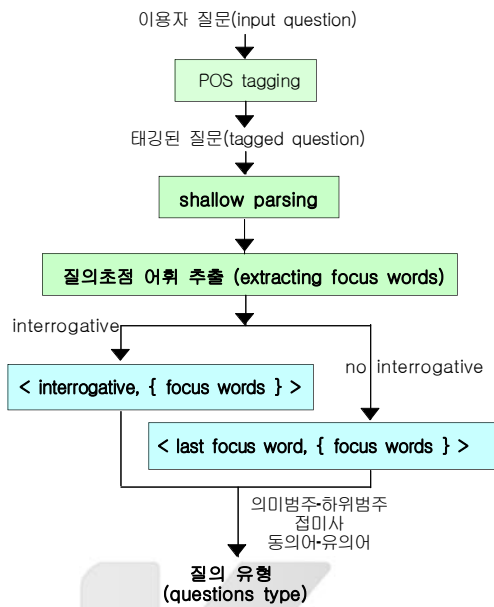 이용자 질문(input question)
POS tagging
태깅된 질문(tagged question)
shallow parsing
질의초점 어휘 추출 (extracting focus words)
interrogative
no interrogative
< interrogative, { focus words } >
< last focus word, { focus words } >
의미범주-하위범주
접미사
동의어-유의어
질의 유형
(questions type)